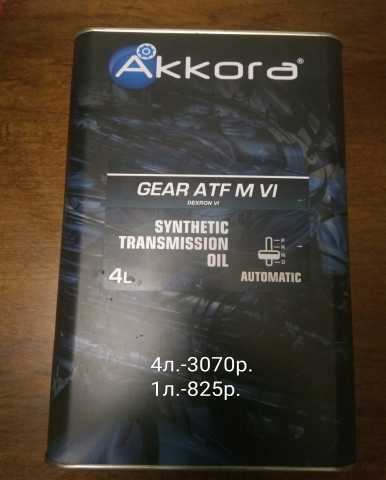 Akkora®
GEAR ATF M VI
DEXRON VI
SYNTHETIC
TRANSMISSION
OIL
P
R
N
D
4L
AUTOMATIC
4л.-3070р.
1л.-825р.